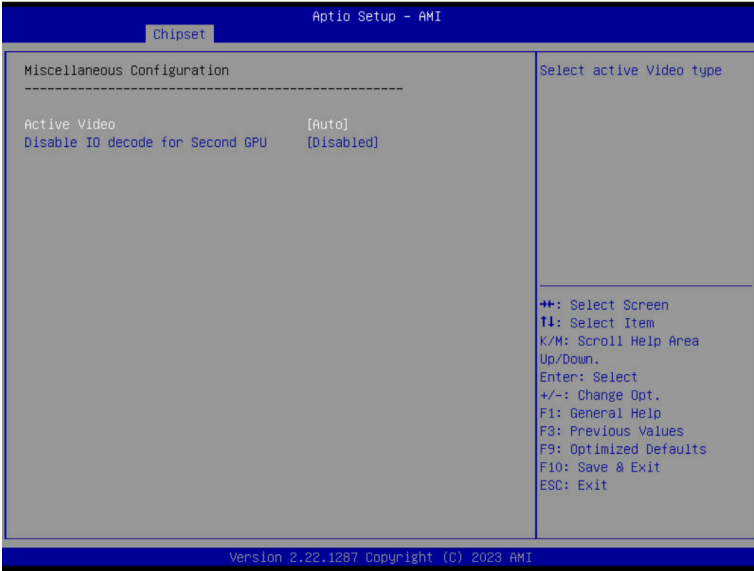 Aptio Setup - AMI
Chipset
Miscellaneous Configuration
--------------------------------------------------
Active Video [Auto]
Disable IO decode for Second GPU [Disabled]
Select active Video type
→←: Select Screen
↑↓: Select Item
K/M: Scroll Help Area
Up/Down.
Enter: Select
+/-: Change Opt.
F1: General Help
F3: Previous Values
F9: Optimized Defaults
F10: Save & Exit
ESC: Exit
Version 2.22.1287 Copyright (C) 2023 AMI